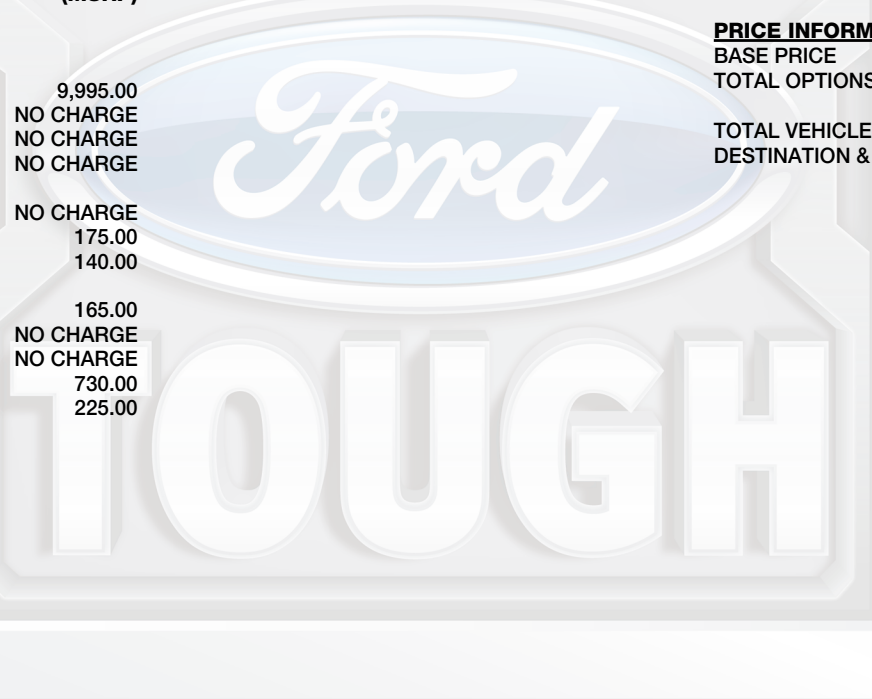 PRICE INFORM
BASE PRICE
TOTAL OPTIONS
TOTAL VEHICLE
DESTINATION &
9,995.00
NO CHARGE
NO CHARGE
NO CHARGE
NO CHARGE
175.00
140.00
165.00
NO CHARGE
NO CHARGE
730.00
225.00
Ford
TOUGH